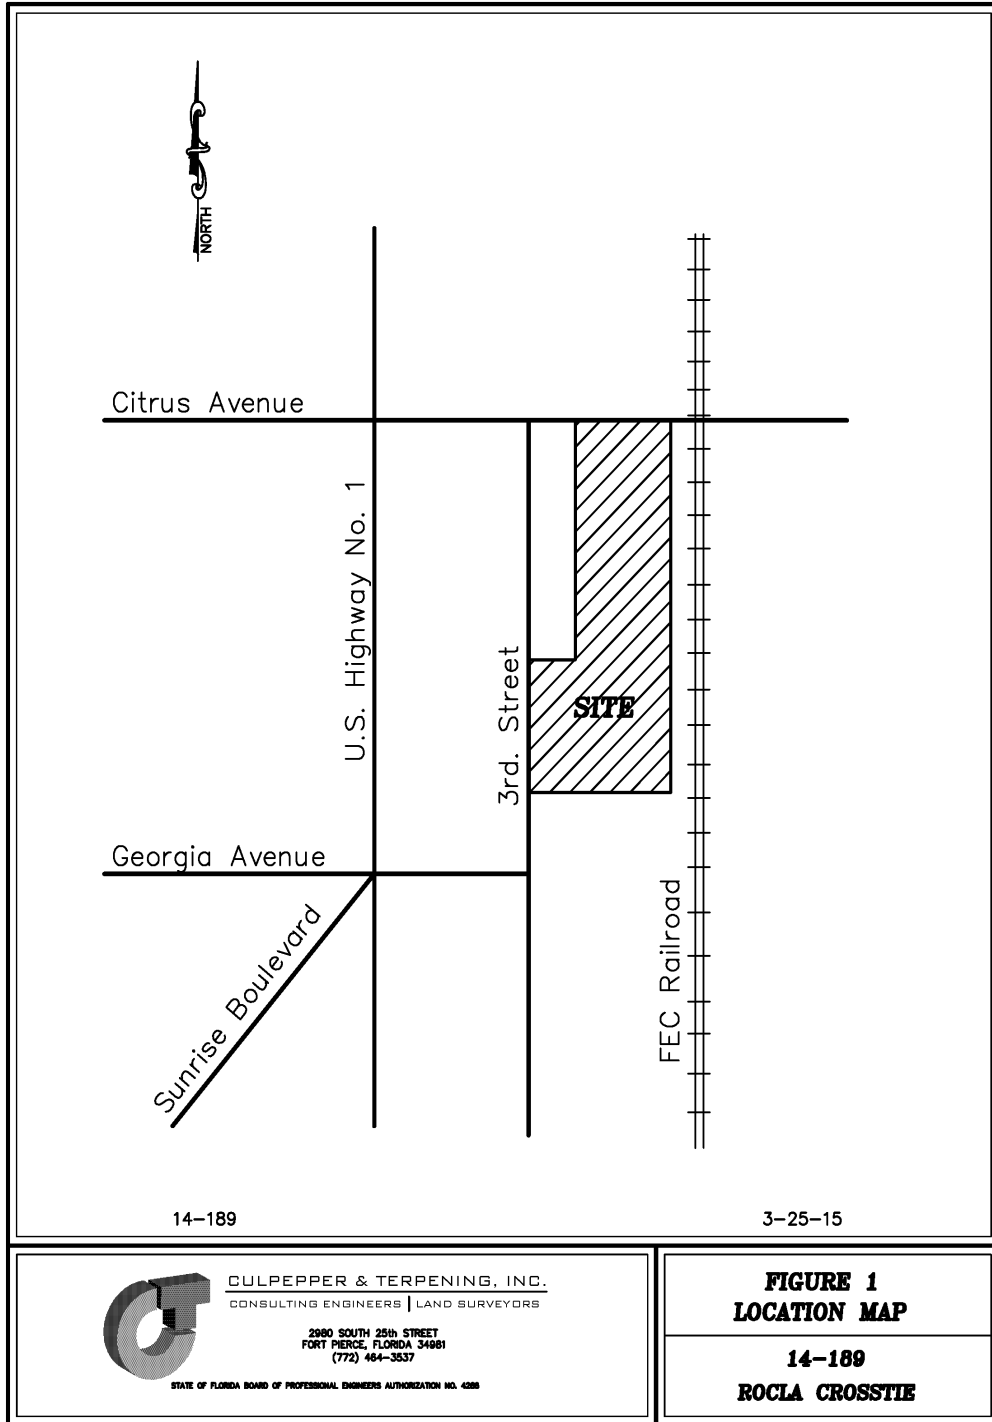 NORTH
Citrus Avenue
U.S. Highway No. 1
3rd. Street
SITE
Georgia Avenue
Sunrise Boulevard
FEC Railroad
14-189
3-25-15
CULPEPPER & TERPENING, INC.
CONSULTING ENGINEERS | LAND SURVEYORS
2980 SOUTH 25th STREET
FORT PIERCE, FLORIDA 34981
(772) 464-3537
STATE OF FLORIDA BOARD OF PROFESSIONAL ENGINEERS AUTHORIZATION NO. 4286
FIGURE 1
LOCATION MAP
14-189
ROCLA CROSSTIE